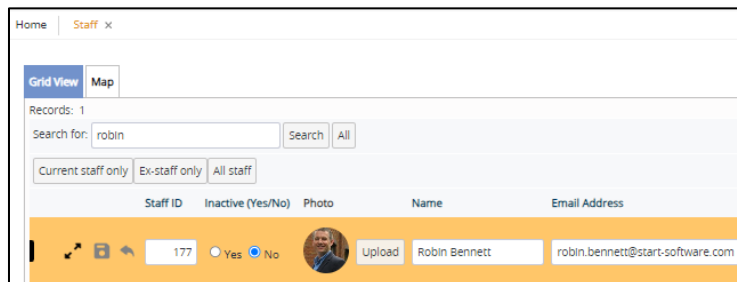 Home Staff ×
Grid View Map
Records: 1
Search for: robin Search All
Current staff only Ex-staff only All staff
Staff ID Inactive (Yes/No) Photo Name Email Address
177 Yes No Upload Robin Bennett robin.bennett@start-software.com